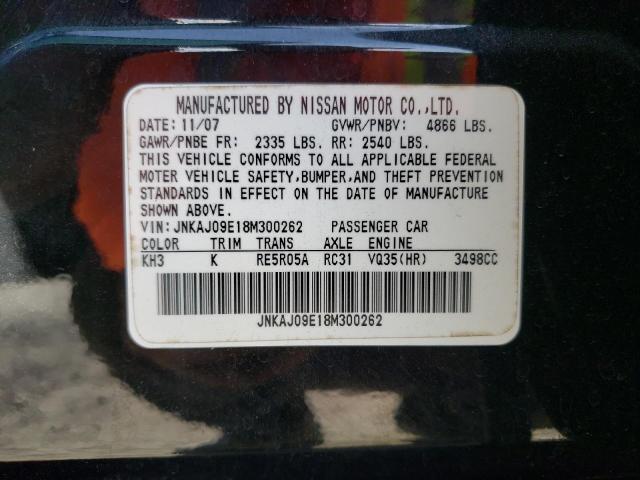 MANUFACTURED BY NISSAN MOTOR CO.,LTD.
DATE: 11/07 GVWR/PNBV: 4866 LBS.
GAWR/PNBE FR: 2335 LBS. RR: 2540 LBS.
THIS VEHICLE CONFORMS TO ALL APPLICABLE FEDERAL
MOTER VEHICLE SAFETY,BUMPER,AND THEFT PREVENTION
STANDARDS IN EFFECT ON THE DATE OF MANUFACTURE
SHOWN ABOVE.
VIN: JNKAJ09E18M300262 PASSENGER CAR
COLOR TRIM TRANS AXLE ENGINE
KH3 K RE5R05A RC31 VQ35(HR) 3498CC
JNKAJ09E18M300262